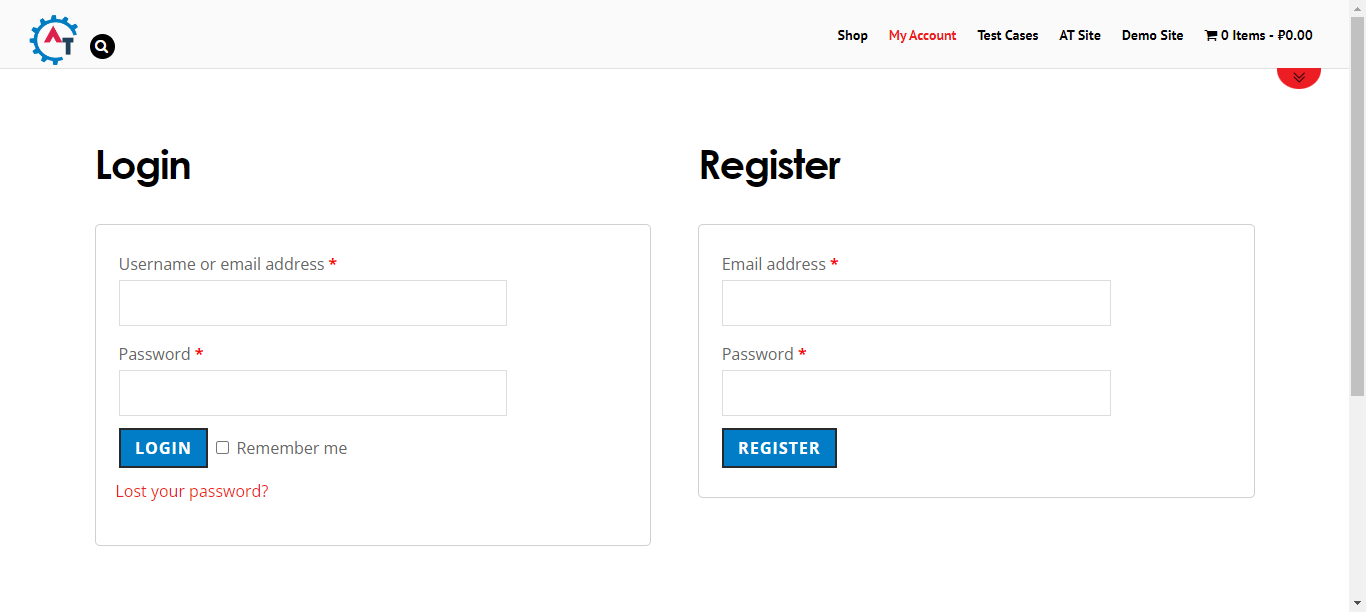 AT
Shop
My Account
Test Cases
AT Site
Demo Site
0 Items - ₽0.00
Login
Username or email address *
Password *
LOGIN
Remember me
Lost your password?
Register
Email address *
Password *
REGISTER